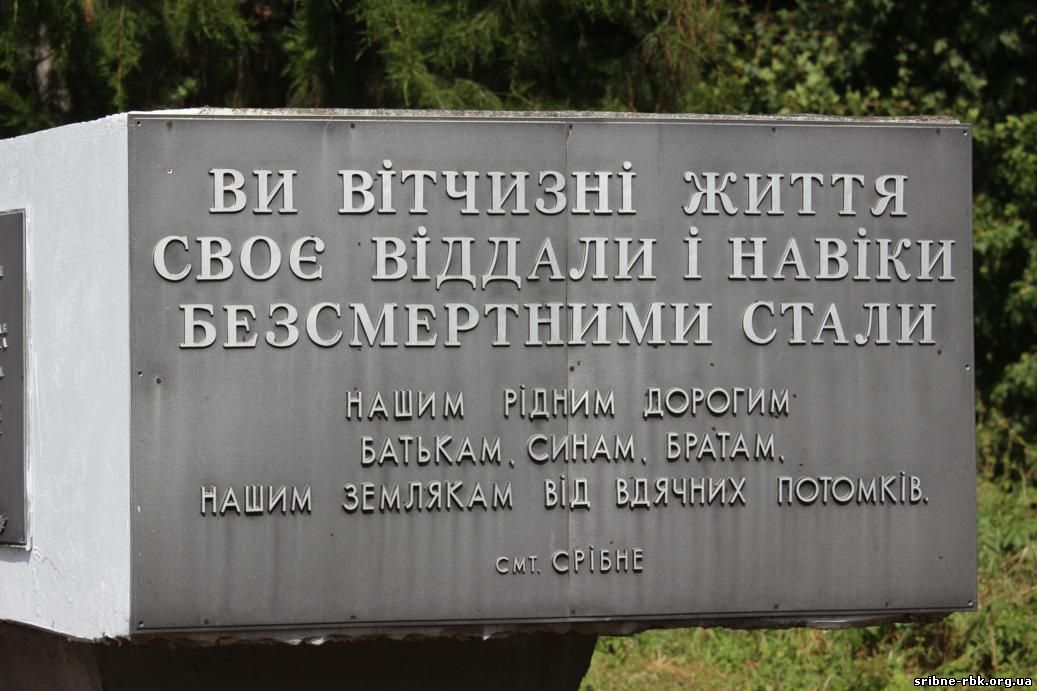 ВИ ВІТЧИЗНІ ЖИТТЯ
СВОЄ ВІДДАЛИ І НАВІКИ
БЕЗСМЕРТНИМИ СТАЛИ
НАШИМ РІДНИМ ДОРОГИМ
БАТЬКАМ, СИНАМ, БРАТАМ,
НАШИМ ЗЕМЛЯКАМ ВІД ВДЯЧНИХ ПОТОМКІВ.
СМТ. СРІБНЕ
sribne-rbk.org.ua